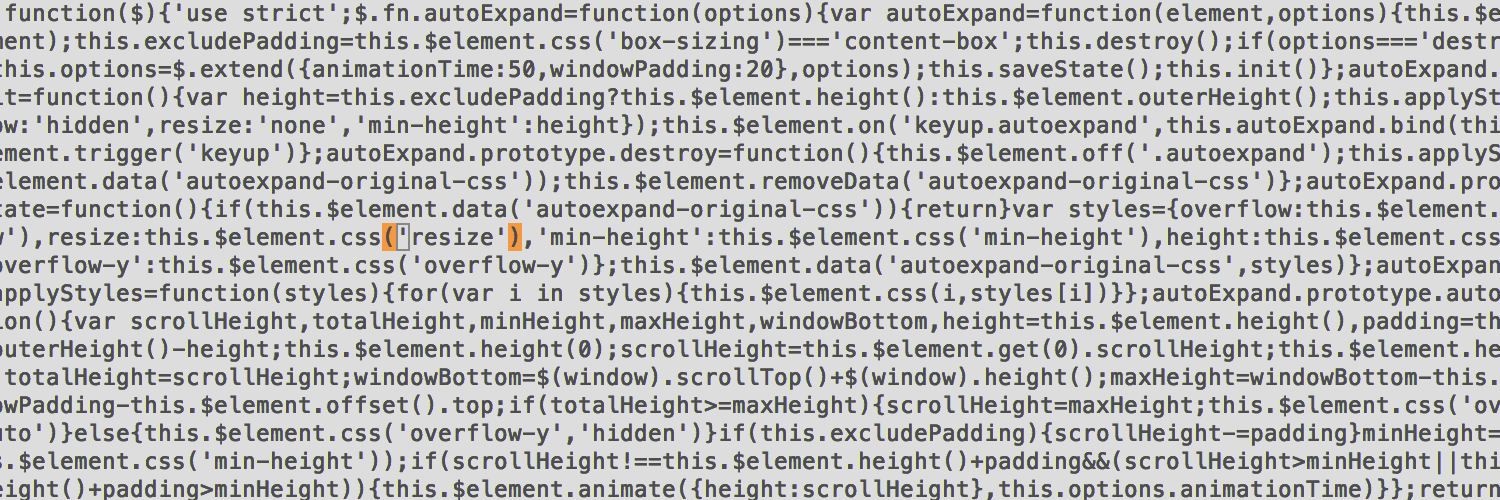 function($){'use strict';$.fn.autoExpand=function(options){var autoExpand=function(element,options){this.$e
ent);this.excludePadding=this.$element.css('box-sizing')==='content-box';this.destroy();if(options==='destr
this.options=$.extend({animationTime:50,windowPadding:20},options);this.saveState();this.init()};autoExpand.
it=function(){var height=this.excludePadding?this.$element.height():this.$element.outerHeight();this.applySt
ow:'hidden',resize:'none','min-height':height});this.$element.on('keyup.autoexpand',this.autoExpand.bind(thi
ement.trigger('keyup')};autoExpand.prototype.destroy=function(){this.$element.off('.autoexpand');this.applyS
element.data('autoexpand-original-css'));this.$element.removeData('autoexpand-original-css')};autoExpand.pro
tate=function(){if(this.$element.data('autoexpand-original-css')){return}var styles={overflow:this.$element.
w'),resize:this.$element.css('resize'),'min-height':this.$element.css('min-height'),height:this.$element.css
overflow-y':this.$element.css('overflow-y')};this.$element.data('autoexpand-original-css',styles)};autoExpan
applyStyles=function(styles){for(var i in styles){this.$element.css(i,styles[i])}};autoExpand.prototype.auto
ion(){var scrollHeight,totalHeight,minHeight,maxHeight,windowBottom,height=this.$element.height(),padding=th
outerHeight()-height;this.$element.height(0);scrollHeight=this.$element.get(0).scrollHeight;this.$element.he
totalHeight=scrollHeight;windowBottom=$(window).scrollTop()+$(window).height();maxHeight=windowBottom-this.
owPadding-this.$element.offset().top;if(totalHeight>=maxHeight){scrollHeight=maxHeight;this.$element.css('ov
uto')}else{this.$element.css('overflow-y','hidden')}if(this.excludePadding){scrollHeight-=padding}minHeight=
s.$element.css('min-height'));if(scrollHeight!==this.$element.height()+padding&&(scrollHeight>minHeight||thi
eight()+padding>minHeight)){this.$element.animate({height:scrollHeight},this.options.animationTime)}};return